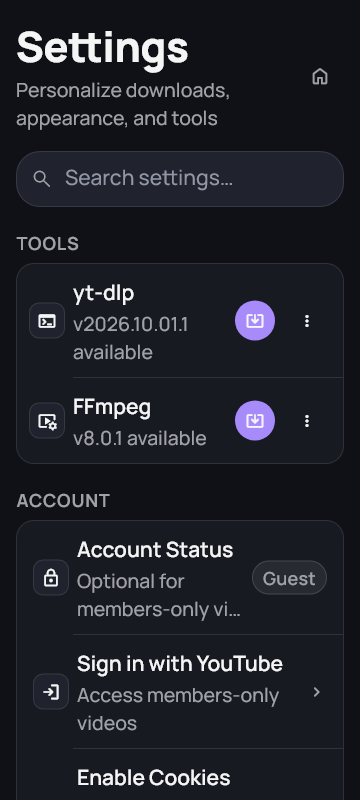 Settings
Personalize downloads,
appearance, and tools
Search settings...
TOOLS
yt-dlp
v2026.10.01.1
available
FFmpeg
v8.0.1 available
ACCOUNT
Account Status
Optional for
members-only vi...
Guest
Sign in with YouTube
Access members-only
videos
Enable Cookies